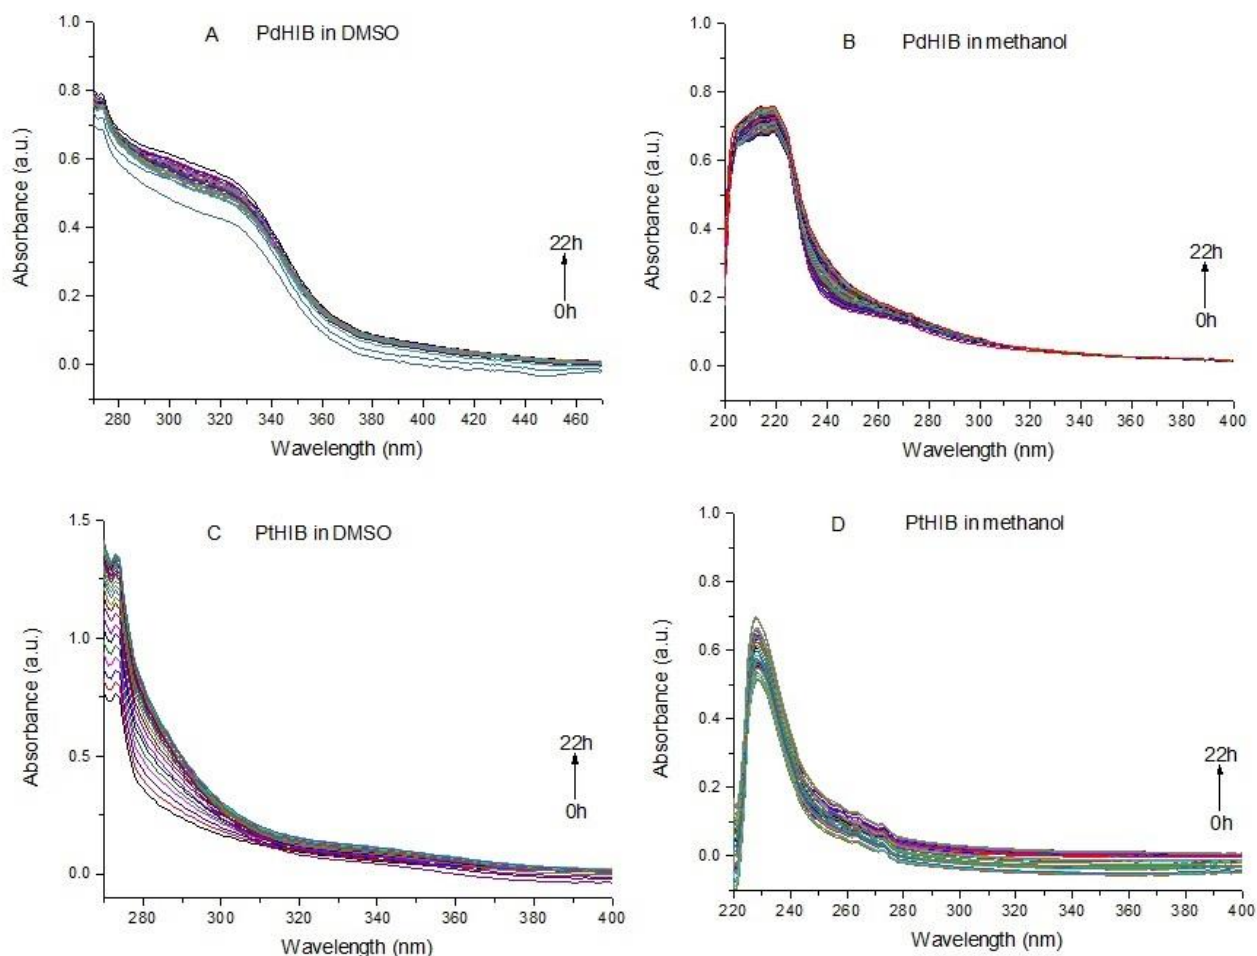 A PdHIB in DMSO
Absorbance (a.u.)
1.0
0.8
0.6
0.4
0.2
0.0
22h
0h
280 300 320 340 360 380 400 420 440 460
Wavelength (nm)
B PdHIB in methanol
Absorbance (a.u.)
1.0
0.8
0.6
0.4
0.2
0.0
22h
0h
200 220 240 260 280 300 320 340 360 380 400
Wavelength (nm)
C PtHIB in DMSO
Absorbance (a.u.)
1.5
1.0
0.5
0.0
22h
0h
280 300 320 340 360 380 400
Wavelength (nm)
D PtHIB in methanol
Absorbance (a.u.)
1.0
0.8
0.6
0.4
0.2
0.0
22h
0h
220 240 260 280 300 320 340 360 380 400
Wavelength (nm)